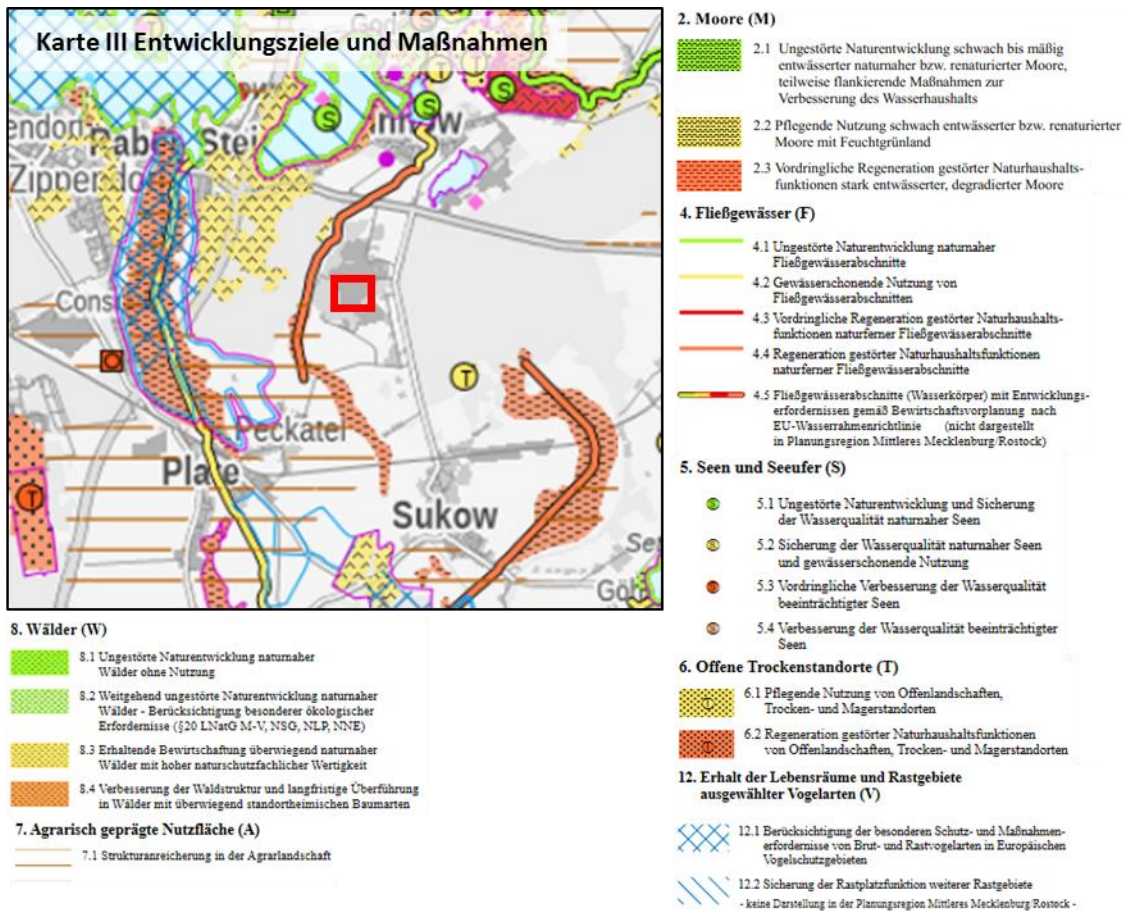 Karte III Entwicklungsziele und Maßnahmen
endorf
Rabe
Stei
Zippendo
Cons
Peckatel
Plate
Sukow
Göh
S
S
S
T
T
T
2. Moore (M)
2.1 Ungestörte Naturentwicklung schwach bis mäßig
entwässerter naturnaher bzw. renaturierter Moore,
teilweise flankierende Maßnahmen zur
Verbesserung des Wasserhaushalts
2.2 Pflegende Nutzung schwach entwässerter bzw. renaturierter
Moore mit Feuchtgrünland
2.3 Vordringliche Regeneration gestörter Naturhaushalts-
funktionen stark entwässerter, degradierter Moore
4. Fließgewässer (F)
4.1 Ungestörte Naturentwicklung naturnaher
Fließgewässerabschnitte
4.2 Gewässerschonende Nutzung von
Fließgewässerabschnitten
4.3 Vordringliche Regeneration gestörter Naturhaushalts-
funktionen naturferner Fließgewässerabschnitte
4.4 Regeneration gestörter Naturhaushaltsfunktionen
naturferner Fließgewässerabschnitte
4.5 Fließgewässerabschnitte (Wasserkörper) mit Entwicklungs-
erfordernissen gemäß Bewirtschaftsvorplanung nach
EU-Wasserrahmenrichtlinie (nicht dargestellt
in Planungsregion Mittleres Mecklenburg/Rostock)
5. Seen und Seeufer (S)
5.1 Ungestörte Naturentwicklung und Sicherung
der Wasserqualität naturnaher Seen
5.2 Sicherung der Wasserqualität naturnaher Seen
und gewässerschonende Nutzung
5.3 Vordringliche Verbesserung der Wasserqualität
beeinträchtigter Seen
5.4 Verbesserung der Wasserqualität beeinträchtigter
Seen
6. Offene Trockenstandorte (T)
6.1 Pflegende Nutzung von Offenlandschaften,
Trocken- und Magerstandorten
6.2 Regeneration gestörter Naturhaushaltsfunktionen
von Offenlandschaften, Trocken- und Magerstandorten
12. Erhalt der Lebensräume und Rastgebiete
ausgewählter Vogelarten (V)
12.1 Berücksichtigung der besonderen Schutz- und Maßnahmen-
erfordernisse von Brut- und Rastvogelarten in Europäischen
Vogelschutzgebieten
12.2 Sicherung der Rastplatzfunktion weiterer Rastgebiete
- keine Darstellung in der Planungsregion Mittleres Mecklenburg/Rostock -
8. Wälder (W)
8.1 Ungestörte Naturentwicklung naturnaher
Wälder ohne Nutzung
8.2 Weitgehend ungestörte Naturentwicklung naturnaher
Wälder - Berücksichtigung besonderer ökologischer
Erfordernisse (§20 LNatG M-V, NSG, NLP, NNE)
8.3 Erhaltende Bewirtschaftung überwiegend naturnaher
Wälder mit hoher naturschutzfachlicher Wertigkeit
8.4 Verbesserung der Waldstruktur und langfristige Überführung
in Wälder mit überwiegend standortheimischen Baumarten
7. Agrarisch geprägte Nutzfläche (A)
7.1 Strukturanreicherung in der Agrarlandschaft